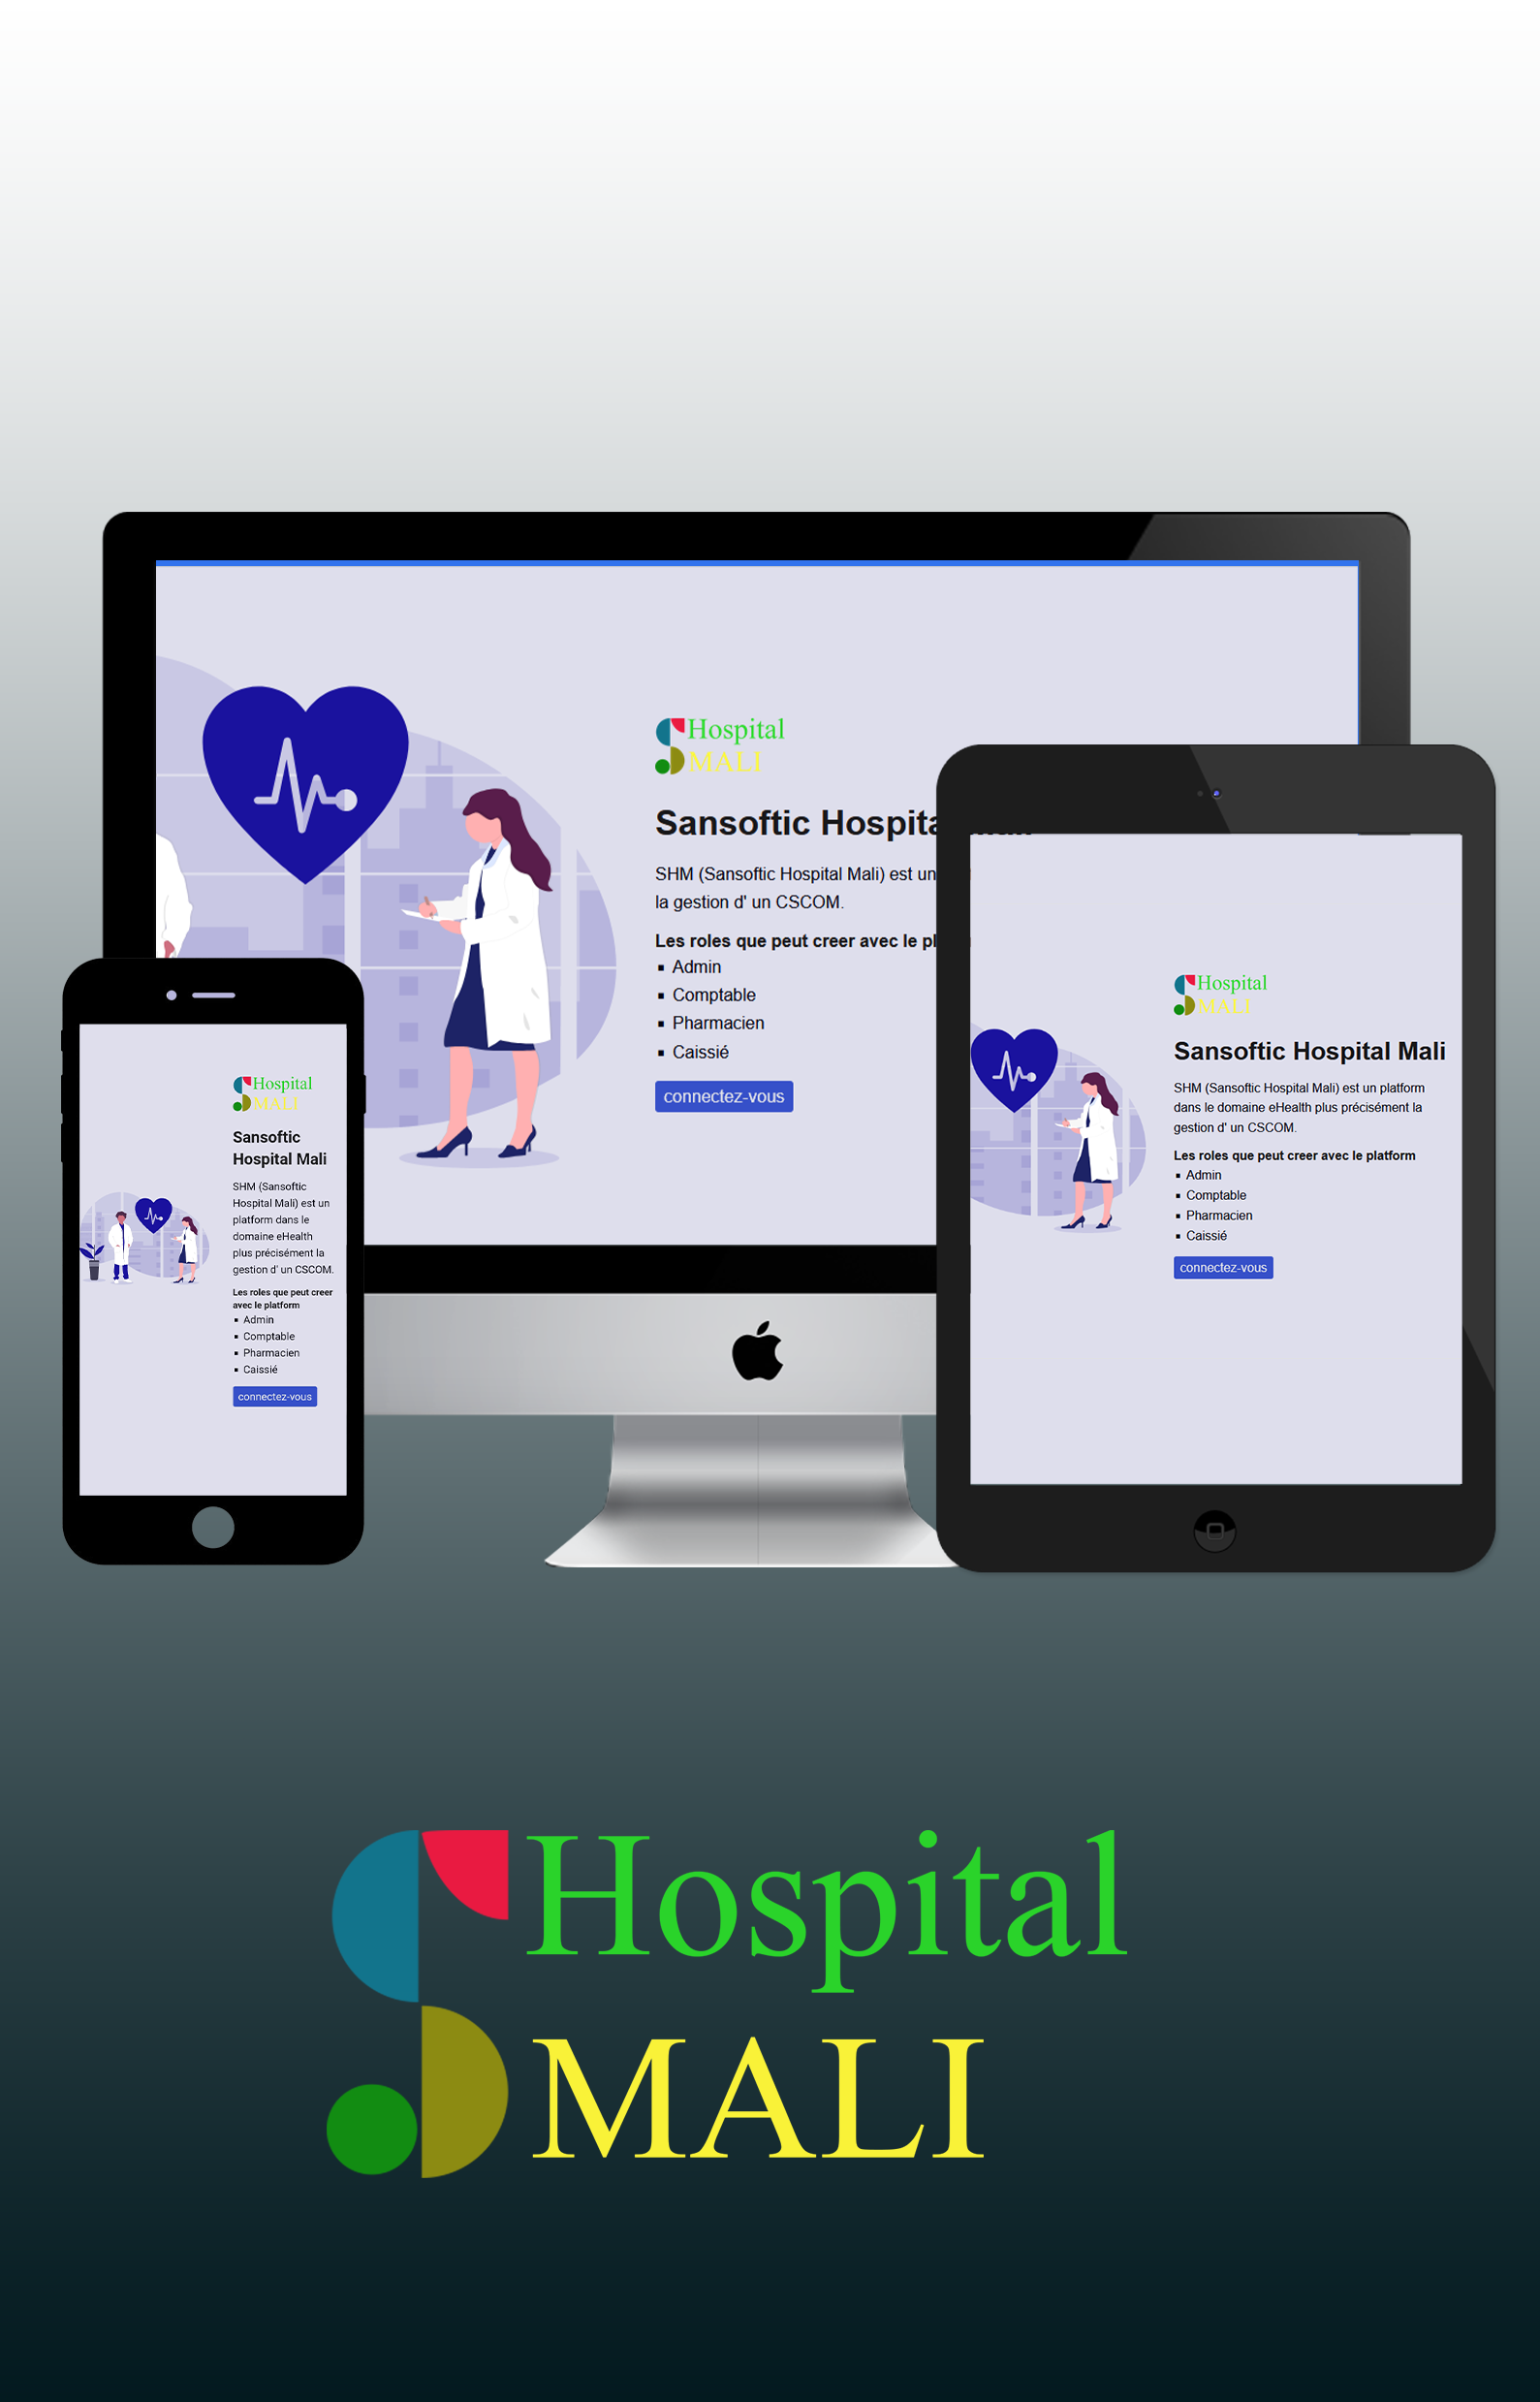 Hospital
MALI
Sansoftic Hospita
SHM (Sansoftic Hospital Mali) est un
la gestion d' un CSCOM.
Les roles que peut creer avec le pl
Admin
Comptable
Pharmacien
Caissié
connectez-vous
Hospital
MALI
Sansoftic Hospital Mali
SHM (Sansoftic Hospital Mali) est un platform
dans le domaine eHealth plus précisément la
gestion d' un CSCOM.
Les roles que peut creer avec le platform
Admin
Comptable
Pharmacien
Caissié
connectez-vous
Hospital
MALI
Sansoftic
Hospital Mali
SHM (Sansoftic
Hospital Mali) est un
platform dans le
domaine eHealth
plus précisément la
gestion d' un CSCOM.
Les roles que peut creer
avec le platform
Admin
Comptable
Pharmacien
Caissié
connectez-vous
Hospital
MALI